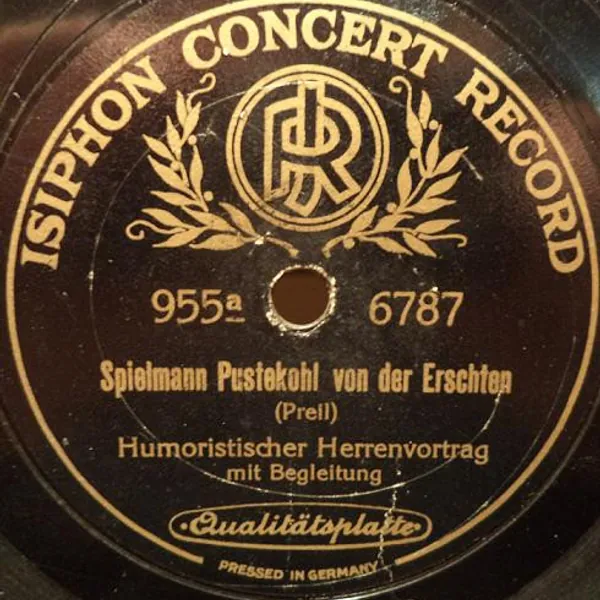 ISIPHON CONCERT RECORD
955a 6787
Spielmann Pustekohl von der Erschten
(Preil)
Humoristischer Herrenvortrag
mit Begleitung
·Qualitätsplatte·
PRESSED IN GERMANY